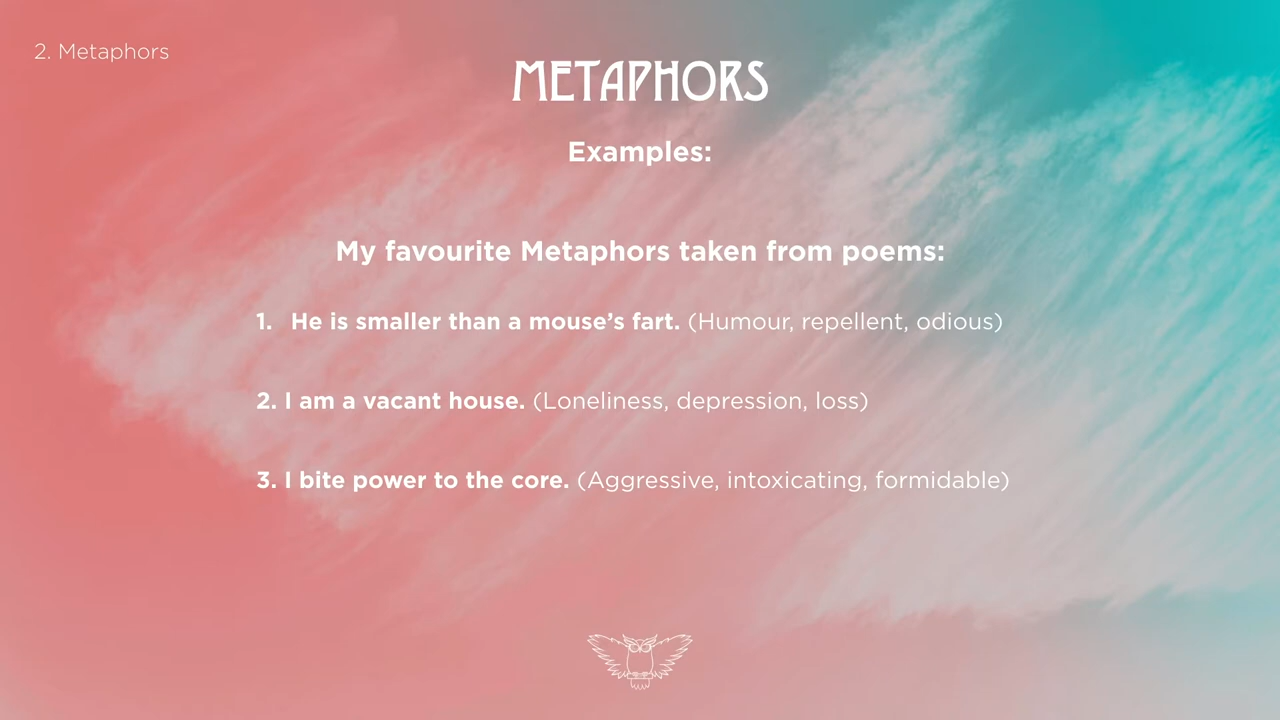 2. Metaphors
METAPHORS
Examples:
My favourite Metaphors taken from poems:
1. He is smaller than a mouse’s fart. (Humour, repellent, odious)
2. I am a vacant house. (Loneliness, depression, loss)
3. I bite power to the core. (Aggressive, intoxicating, formidable)